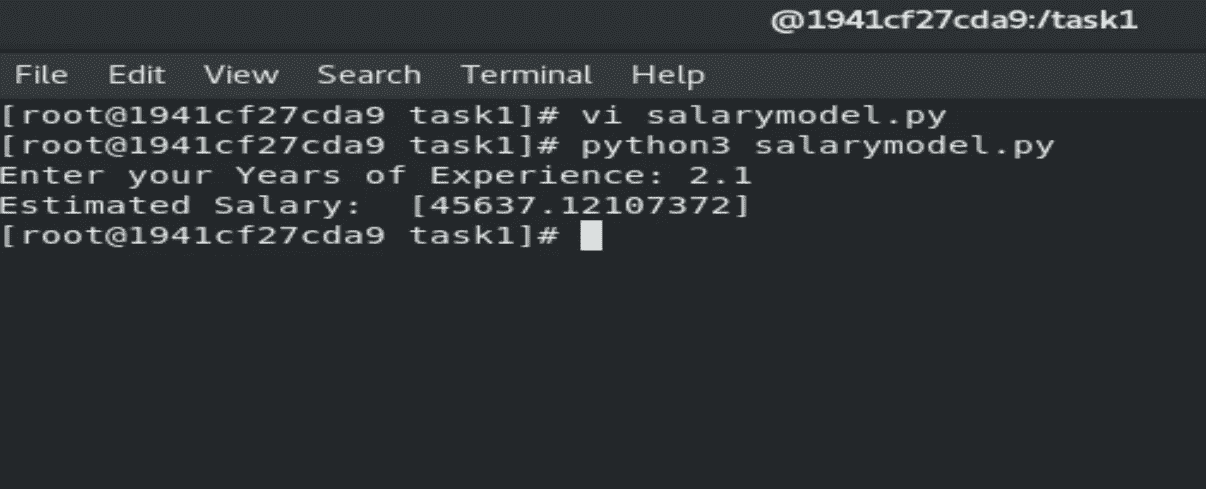 @1941cf27cda9:/task1
File Edit View Search Terminal Help
[root@1941cf27cda9 task1]# vi salarymodel.py
[root@1941cf27cda9 task1]# python3 salarymodel.py
Enter your Years of Experience: 2.1
Estimated Salary:  [45637.12107372]
[root@1941cf27cda9 task1]#